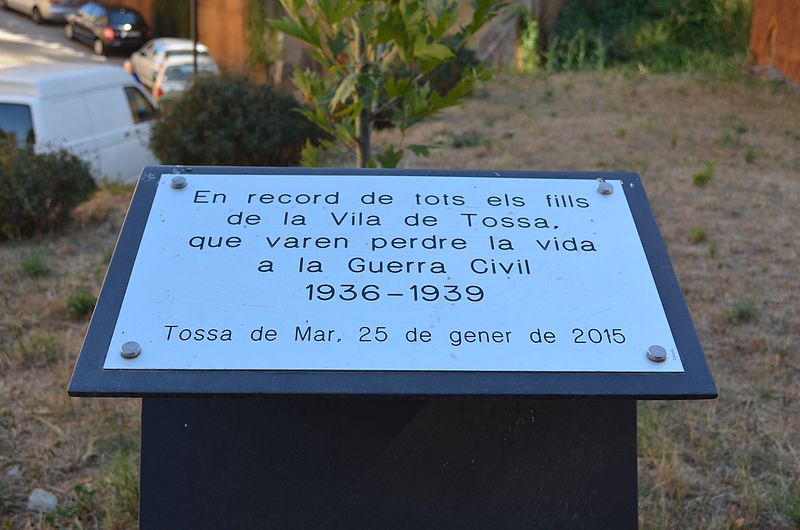 En record de tots els fills
de la Vila de Tossa,
que varen perdre la vida
a la Guerra Civil
1936-1939
Tossa de Mar, 25 de gener de 2015